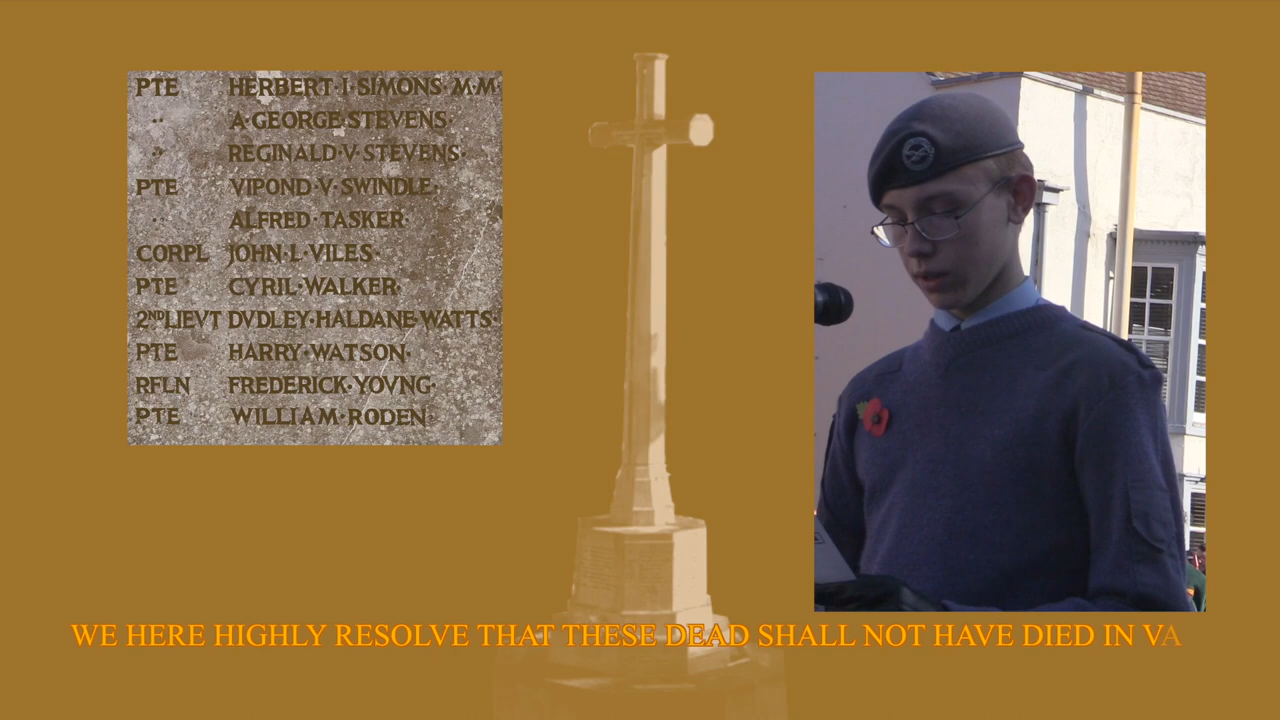 PTE HERBERT·I·SIMONS·M·M·
·· A·GEORGE·STEVENS·
·· REGINALD·V·STEVENS·
PTE VIPOND·V·SWINDLE·
·· ALFRED·TASKER·
CORPL JOHN·L·VILES·
PTE CYRIL·WALKER·
2ND LIEVT DVDLEY·HALDANE·WATTS·
PTE HARRY·WATSON·
RFLN FREDERICK·YOVNG·
PTE WILLIAM·RODEN·
WE HERE HIGHLY RESOLVE THAT THESE DEAD SHALL NOT HAVE DIED IN VA